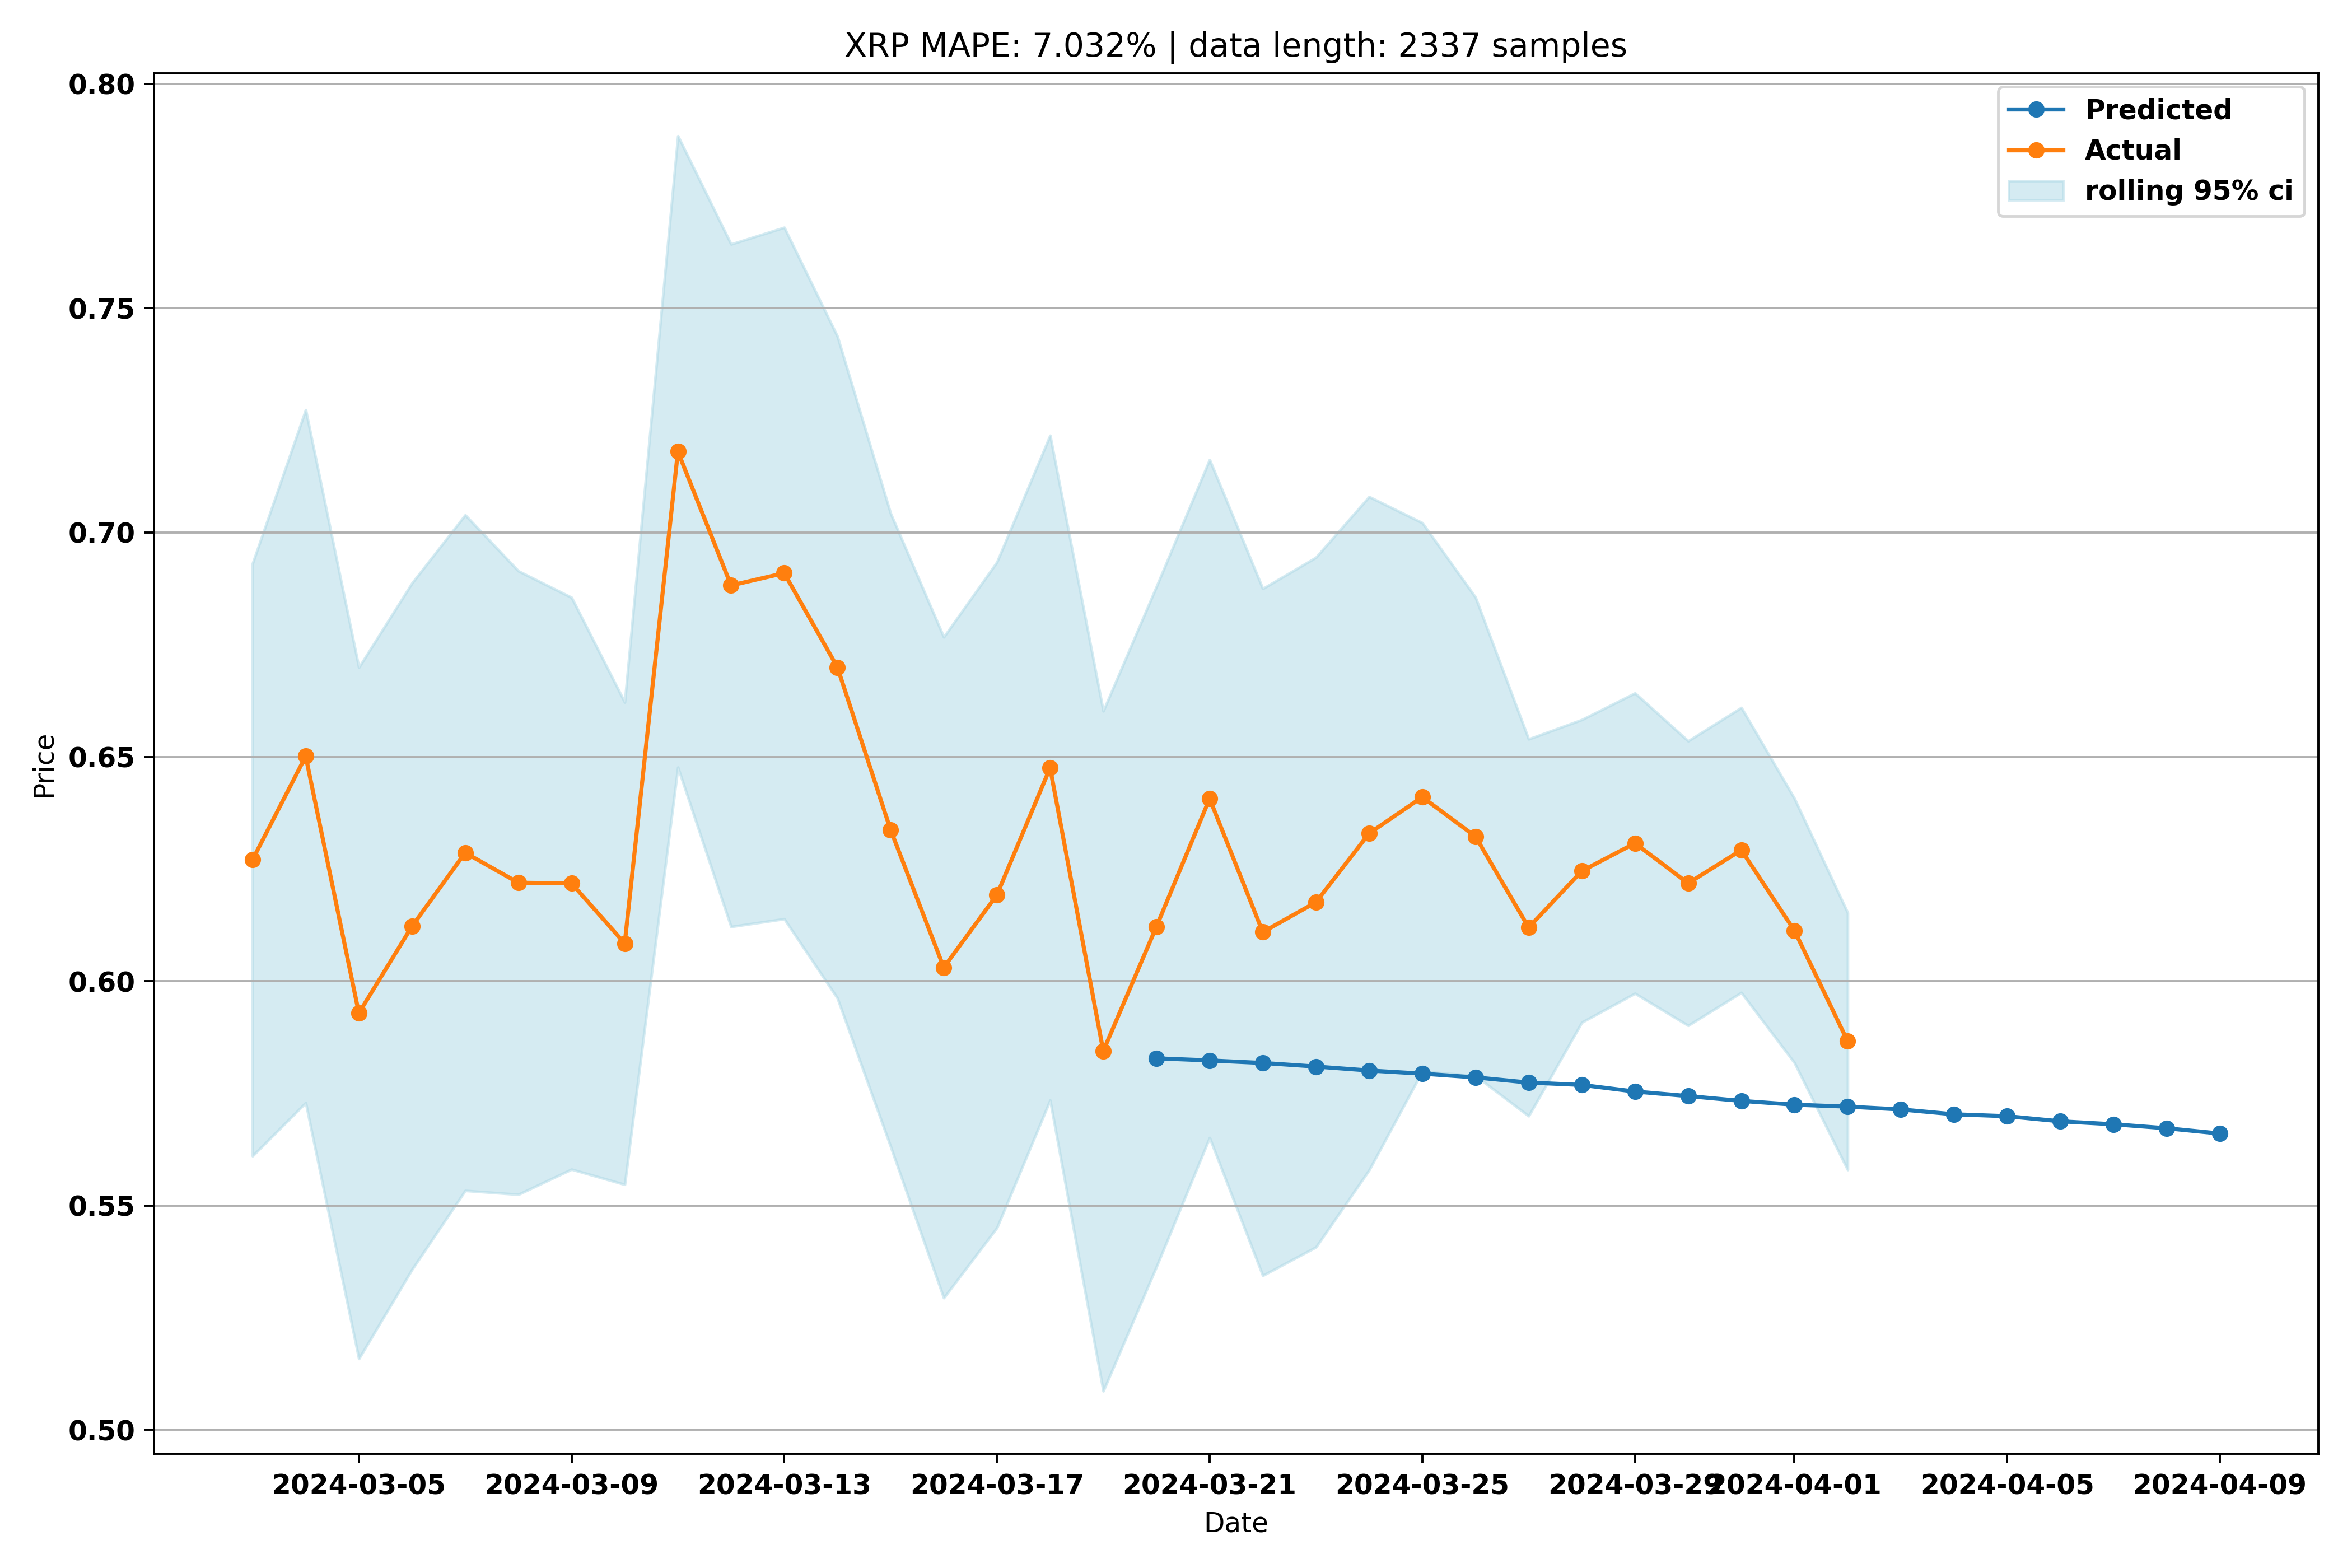 XRP MAPE: 7.032% | data length: 2337 samples
Predicted
Actual
rolling 95% ci
0.80
0.75
0.70
0.65
0.60
0.55
0.50
Price
2024-03-05
2024-03-09
2024-03-13
2024-03-17
2024-03-21
2024-03-25
2024-03-29
2024-04-01
2024-04-05
2024-04-09
Date